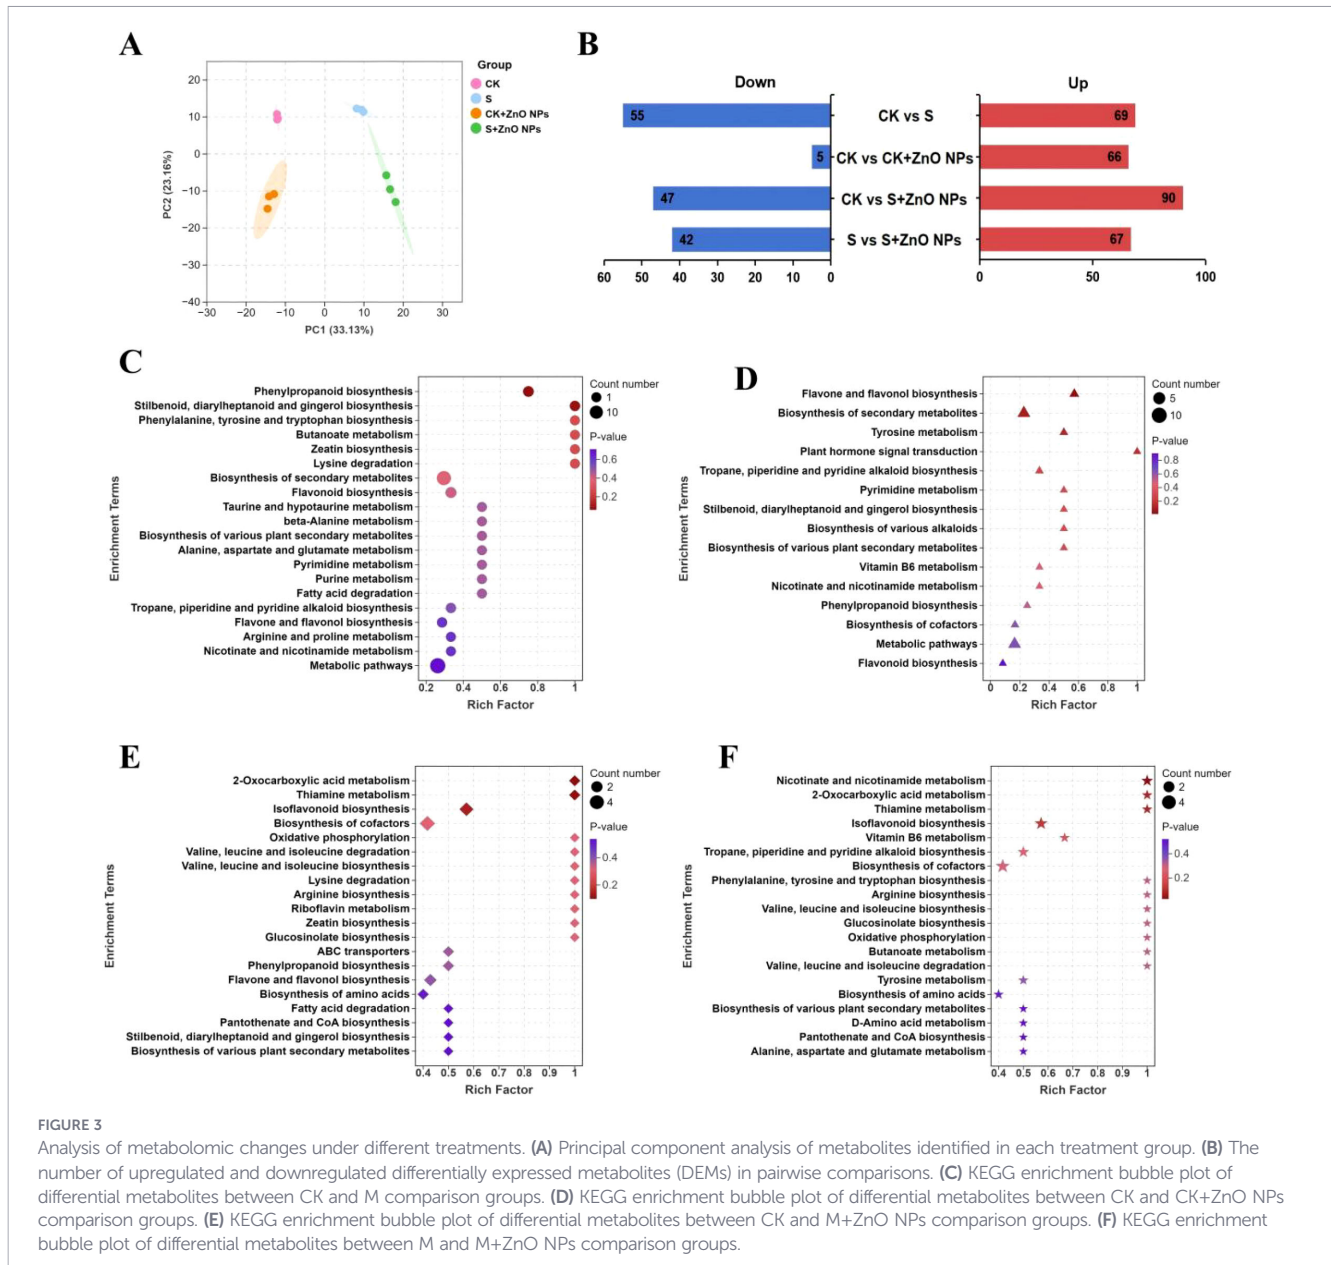 A
Group
CK
S
CK+ZnO NPs
S+ZnO NPs
20
10
0
−10
−20
−30
−40
PC2 (23.16%)
−30 −20 −10 0 10 20 30
PC1 (33.13%)
B
Down Up
55 CK vs S 69
5 CK vs CK+ZnO NPs 66
47 CK vs S+ZnO NPs 90
42 S vs S+ZnO NPs 67
60 50 40 30 20 10 0 0 50 100
C
Enrichment Terms
Phenylpropanoid biosynthesis
Stilbenoid, diarylheptanoid and gingerol biosynthesis
Phenylalanine, tyrosine and tryptophan biosynthesis
Butanoate metabolism
Zeatin biosynthesis
Lysine degradation
Biosynthesis of secondary metabolites
Flavonoid biosynthesis
Taurine and hypotaurine metabolism
beta-Alanine metabolism
Biosynthesis of various plant secondary metabolites
Alanine, aspartate and glutamate metabolism
Pyrimidine metabolism
Purine metabolism
Fatty acid degradation
Tropane, piperidine and pyridine alkaloid biosynthesis
Flavone and flavonol biosynthesis
Arginine and proline metabolism
Nicotinate and nicotinamide metabolism
Metabolic pathways
0.2 0.4 0.6 0.8 1
Rich Factor
Count number
1
10
P-value
0.6
0.4
0.2
D
Enrichment Terms
Flavone and flavonol biosynthesis
Biosynthesis of secondary metabolites
Tyrosine metabolism
Plant hormone signal transduction
Tropane, piperidine and pyridine alkaloid biosynthesis
Pyrimidine metabolism
Stilbenoid, diarylheptanoid and gingerol biosynthesis
Biosynthesis of various alkaloids
Biosynthesis of various plant secondary metabolites
Vitamin B6 metabolism
Nicotinate and nicotinamide metabolism
Phenylpropanoid biosynthesis
Biosynthesis of cofactors
Metabolic pathways
Flavonoid biosynthesis
0 0.2 0.4 0.6 0.8 1
Rich Factor
Count number
5
10
P-value
0.8
0.6
0.4
0.2
E
Enrichment Terms
2-Oxocarboxylic acid metabolism
Thiamine metabolism
Isoflavonoid biosynthesis
Biosynthesis of cofactors
Oxidative phosphorylation
Valine, leucine and isoleucine degradation
Valine, leucine and isoleucine biosynthesis
Lysine degradation
Arginine biosynthesis
Riboflavin metabolism
Zeatin biosynthesis
Glucosinolate biosynthesis
ABC transporters
Phenylpropanoid biosynthesis
Flavone and flavonol biosynthesis
Biosynthesis of amino acids
Fatty acid degradation
Pantothenate and CoA biosynthesis
Stilbenoid, diarylheptanoid and gingerol biosynthesis
Biosynthesis of various plant secondary metabolites
0.4 0.5 0.6 0.7 0.8 0.9 1
Rich Factor
Count number
2
4
P-value
0.4
0.2
F
Enrichment Terms
Nicotinate and nicotinamide metabolism
2-Oxocarboxylic acid metabolism
Thiamine metabolism
Isoflavonoid biosynthesis
Vitamin B6 metabolism
Tropane, piperidine and pyridine alkaloid biosynthesis
Biosynthesis of cofactors
Phenylalanine, tyrosine and tryptophan biosynthesis
Arginine biosynthesis
Valine, leucine and isoleucine biosynthesis
Glucosinolate biosynthesis
Oxidative phosphorylation
Butanoate metabolism
Valine, leucine and isoleucine degradation
Tyrosine metabolism
Biosynthesis of amino acids
Biosynthesis of various plant secondary metabolites
D-Amino acid metabolism
Pantothenate and CoA biosynthesis
Alanine, aspartate and glutamate metabolism
0.4 0.5 0.6 0.7 0.8 0.9 1
Rich Factor
Count number
2
4
P-value
0.4
0.2
FIGURE 3
Analysis of metabolomic changes under different treatments. (A) Principal component analysis of metabolites identified in each treatment group. (B) The
number of upregulated and downregulated differentially expressed metabolites (DEMs) in pairwise comparisons. (C) KEGG enrichment bubble plot of
differential metabolites between CK and M comparison groups. (D) KEGG enrichment bubble plot of differential metabolites between CK and CK+ZnO NPs
comparison groups. (E) KEGG enrichment bubble plot of differential metabolites between CK and M+ZnO NPs comparison groups. (F) KEGG enrichment
bubble plot of differential metabolites between M and M+ZnO NPs comparison groups.